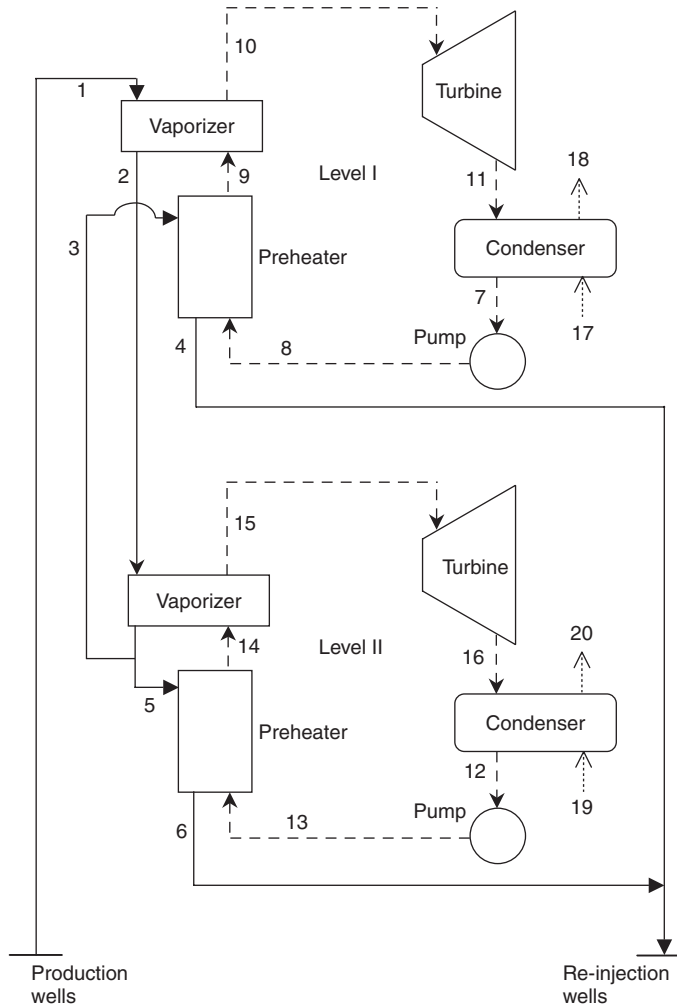 10
1
Turbine
Vaporizer
2
9
Level I
11
18
3
Preheater
Condenser
7
4
8
Pump
17
15
Turbine
Vaporizer
14
Level II
16
20
5
Preheater
Condenser
12
6
13
Pump
19
Production
wells
Re-injection
wells